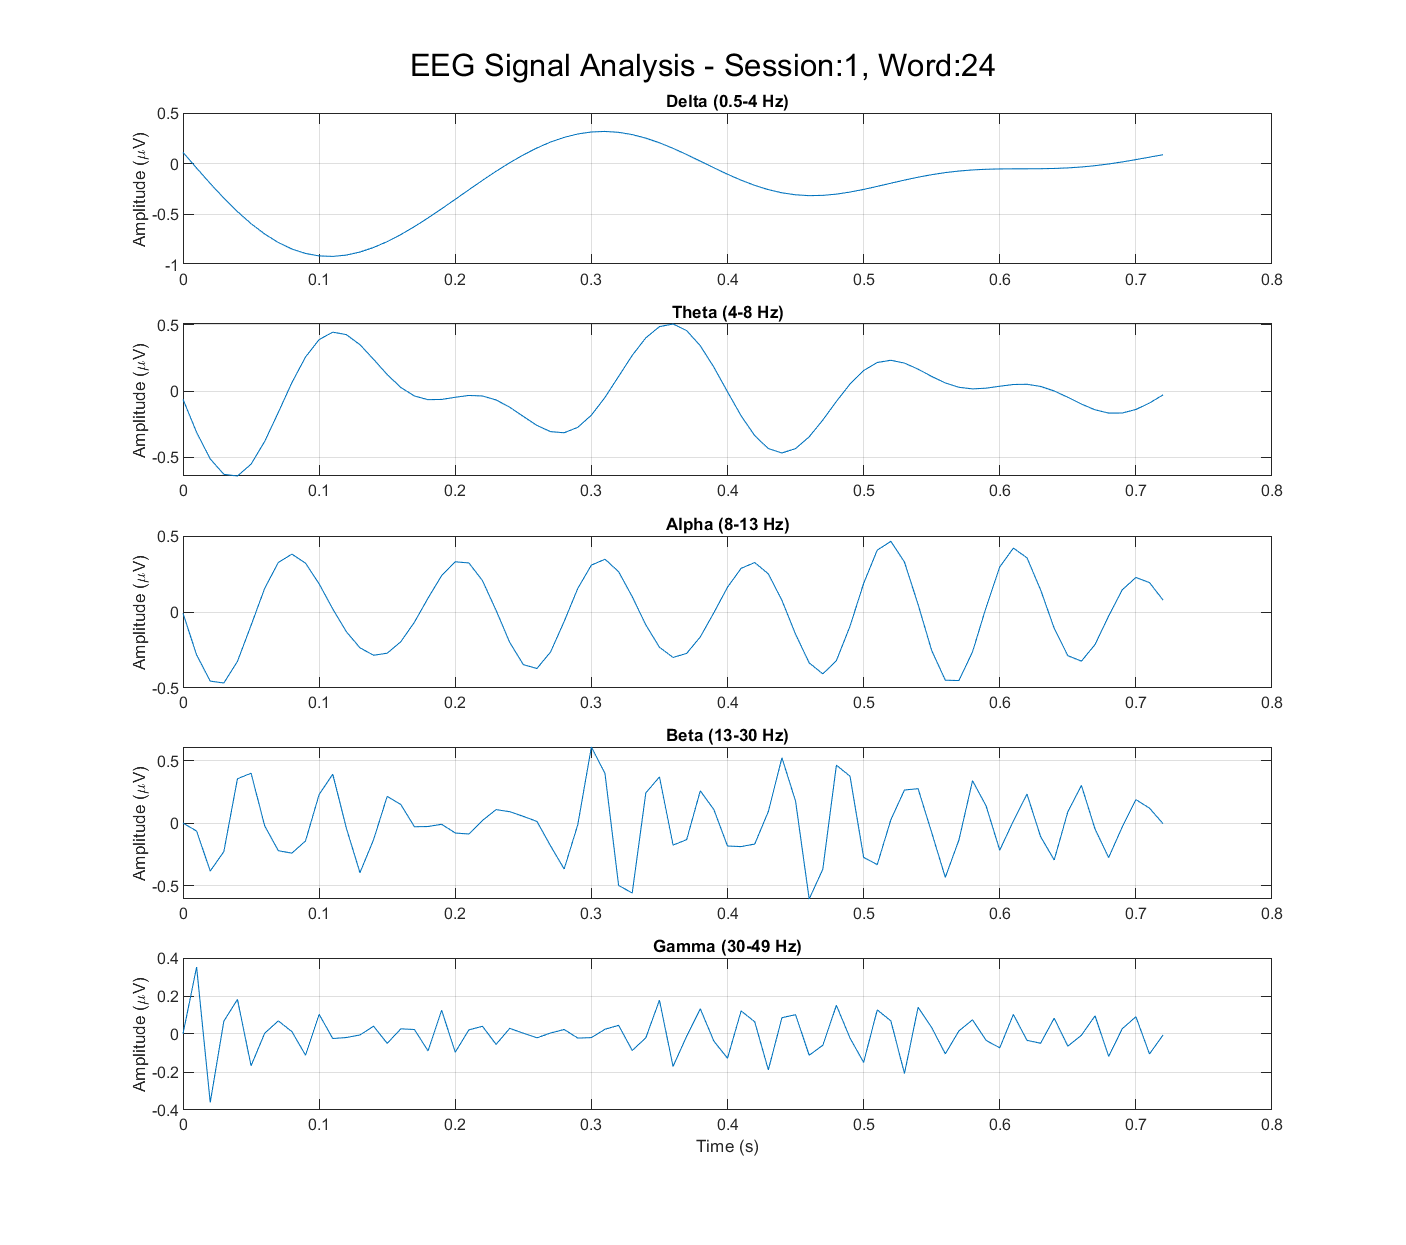 EEG Signal Analysis - Session:1, Word:24
Delta (0.5-4 Hz)
Amplitude (μV)
0.5
0
-0.5
-1
0 0.1 0.2 0.3 0.4 0.5 0.6 0.7 0.8
Theta (4-8 Hz)
Amplitude (μV)
0.5
0
-0.5
0 0.1 0.2 0.3 0.4 0.5 0.6 0.7 0.8
Alpha (8-13 Hz)
Amplitude (μV)
0.5
0
-0.5
0 0.1 0.2 0.3 0.4 0.5 0.6 0.7 0.8
Beta (13-30 Hz)
Amplitude (μV)
0.5
0
-0.5
0 0.1 0.2 0.3 0.4 0.5 0.6 0.7 0.8
Gamma (30-49 Hz)
Amplitude (μV)
0.4
0.2
0
-0.2
-0.4
0 0.1 0.2 0.3 0.4 0.5 0.6 0.7 0.8
Time (s)